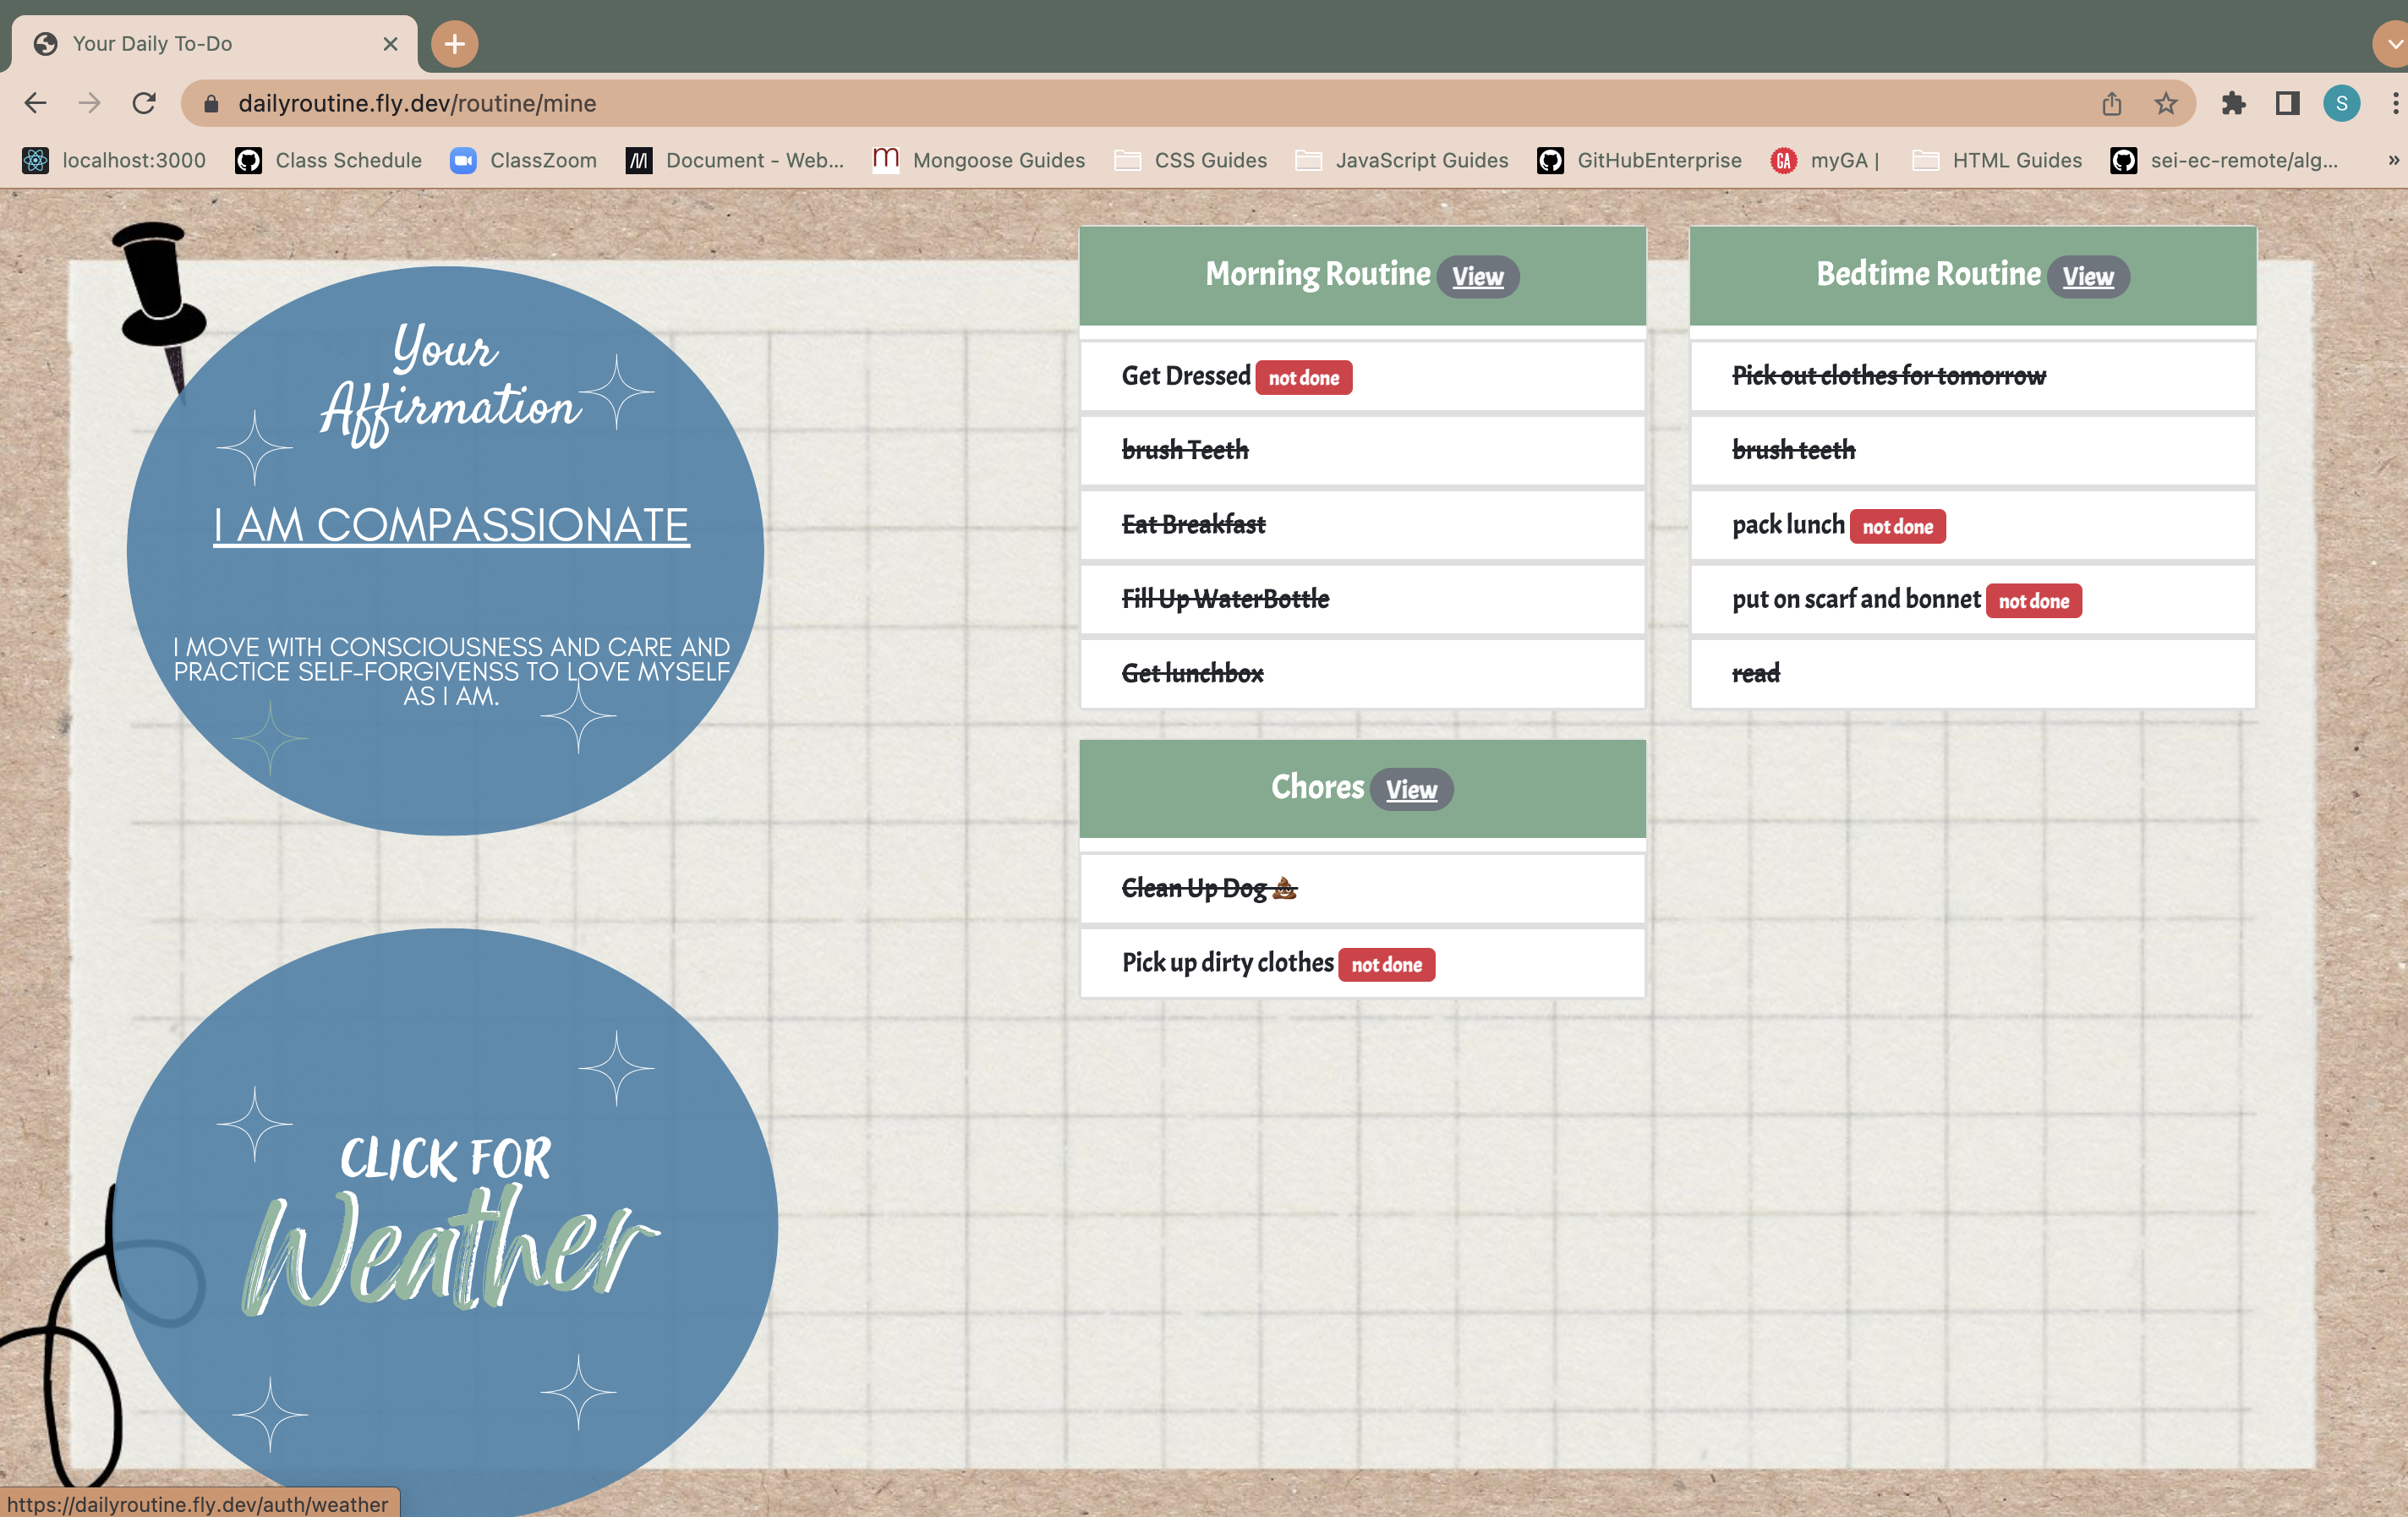 Your Daily To-Do
dailyroutine.fly.dev/routine/mine
S
localhost:3000
Class Schedule
ClassZoom
M Document - Web...
m Mongoose Guides
CSS Guides
JavaScript Guides
GitHubEnterprise
GA myGA |
HTML Guides
sei-ec-remote/alg...
»
Your
Affirmation
I AM COMPASSIONATE
I MOVE WITH CONSCIOUSNESS AND CARE AND
PRACTICE SELF-FORGIVENSS TO LOVE MYSELF
AS I AM.
CLICK FOR
Weather
Morning Routine View
Get Dressed not done
brush Teeth
Eat Breakfast
Fill Up WaterBottle
Get lunchbox
Bedtime Routine View
Pick out clothes for tomorrow
brush teeth
pack lunch not done
put on scarf and bonnet not done
read
Chores View
Clean Up Dog 💩
Pick up dirty clothes not done
https://dailyroutine.fly.dev/auth/weather